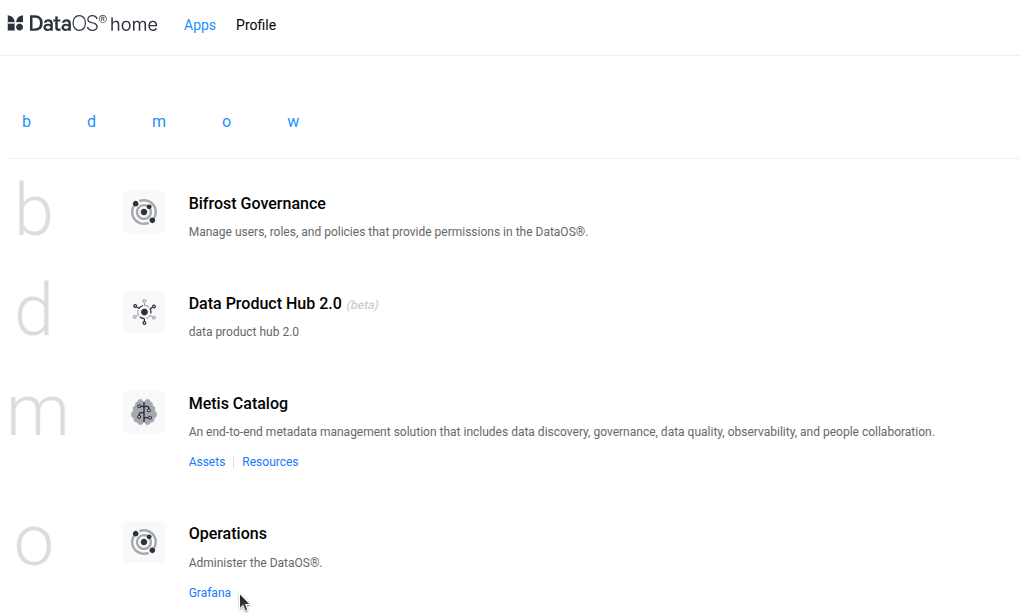 DataOS® home Apps Profile
b d m o w
b
Bifrost Governance
Manage users, roles, and policies that provide permissions in the DataOS®.
d
Data Product Hub 2.0 (beta)
data product hub 2.0
m
Metis Catalog
An end-to-end metadata management solution that includes data discovery, governance, data quality, observability, and people collaboration.
Assets | Resources
o
Operations
Administer the DataOS®.
Grafana